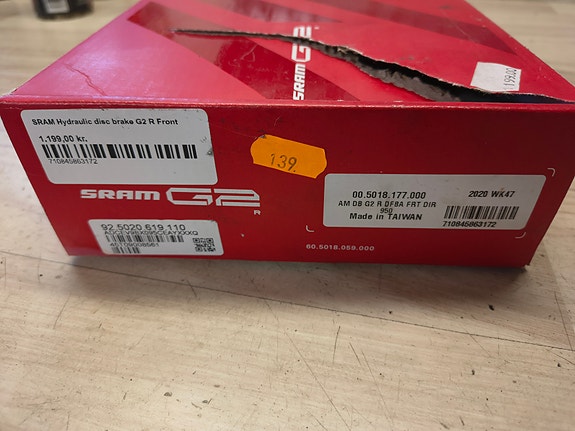 SRAM G2
199.00
SRAM Hydraulic disc brake G2 R Front
1.199,00 kr.
710845863172
139.
SRAM G2
R
00.5018.177.000
2020 WK47
AM DB G2 R DFBA FRT DIR
950
Made in TAIWAN
710845863172
92.5020 619 110
60.5018.059.000